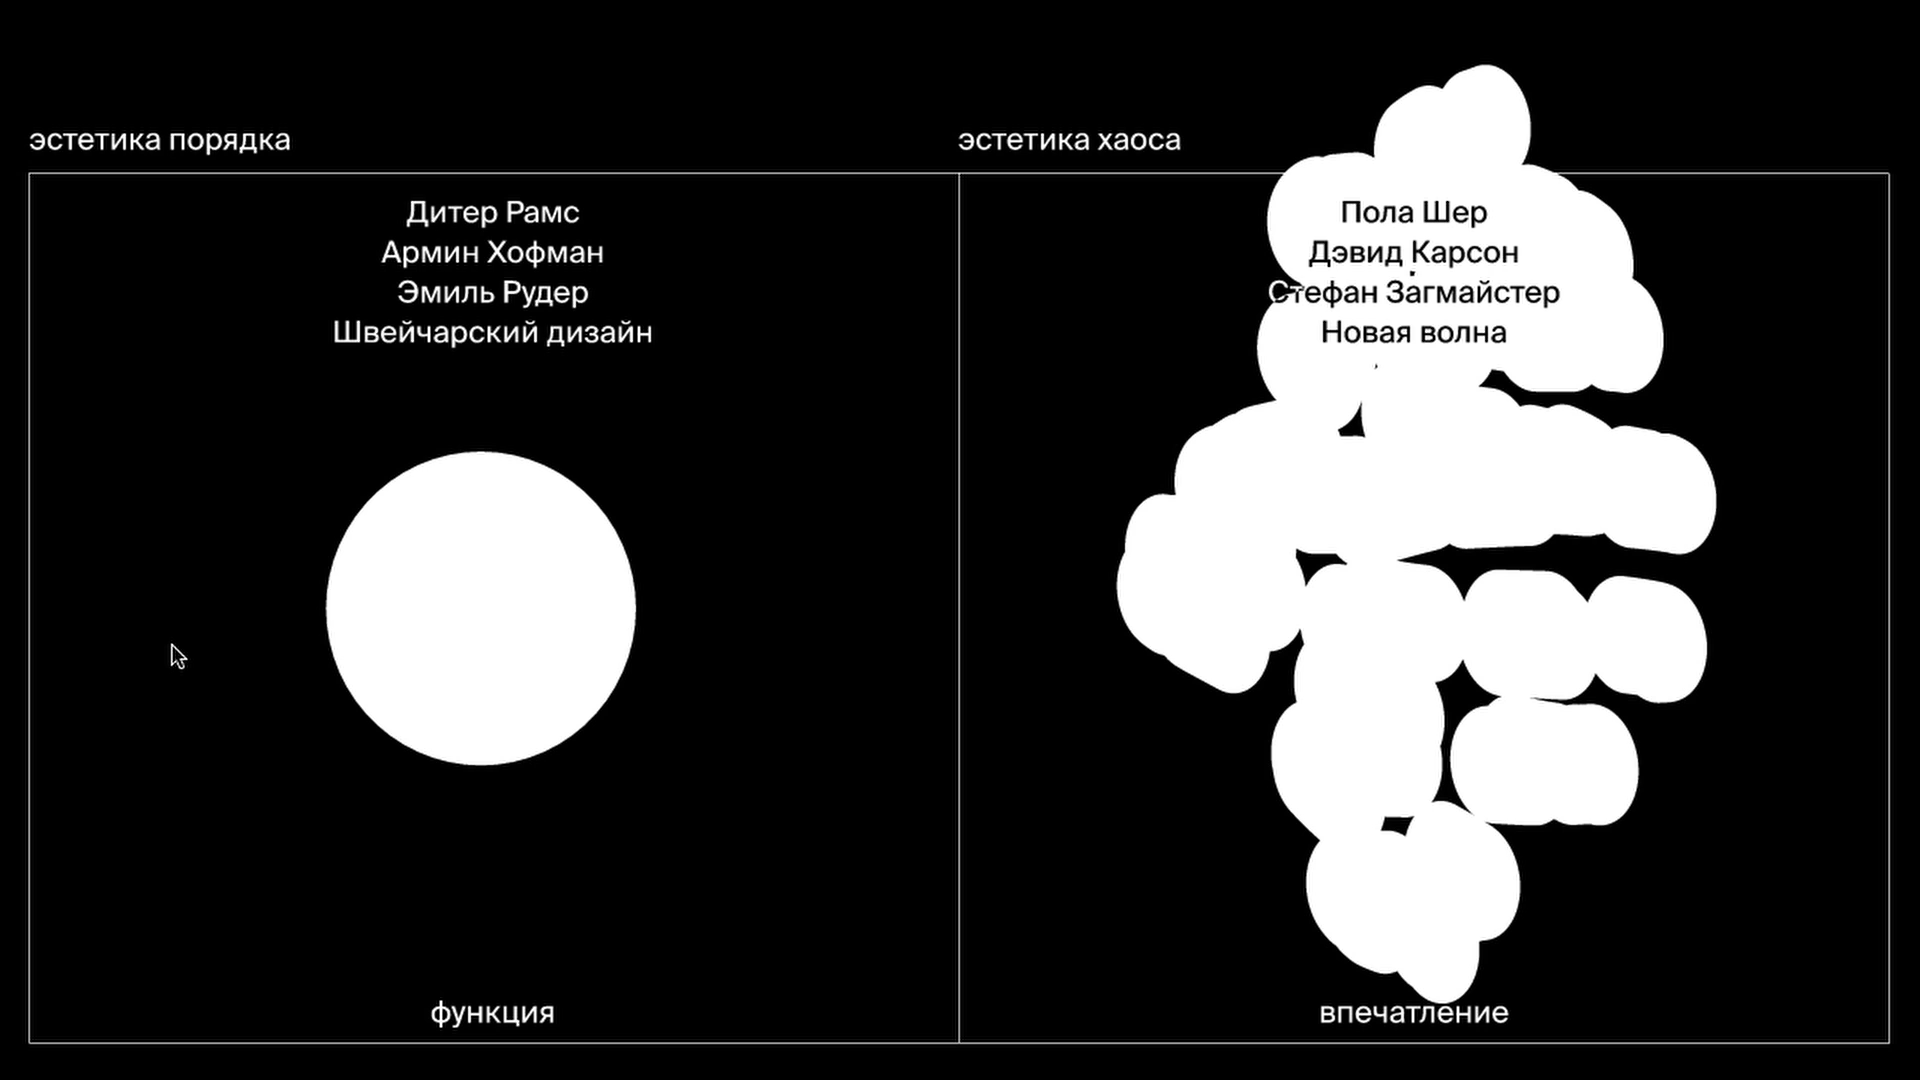 эстетика порядка
эстетика хаоса
Дитер Рамс
Армин Хофман
Эмиль Рудер
Швейчарский дизайн
Пола Шер
Дэвид Карсон
Стефан Загмайстер
Новая волна
функция
впечатление